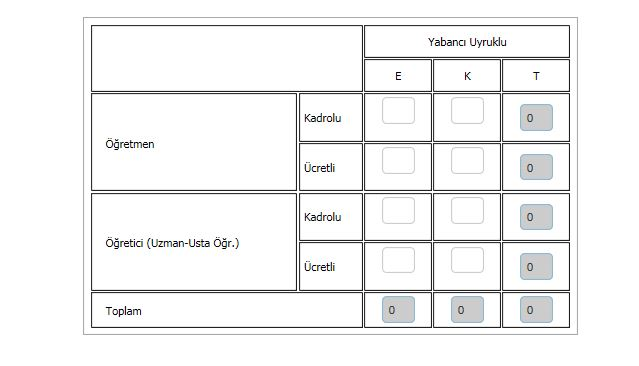 Yabancı Uyruklu
E K T
Öğretmen
Kadrolu 0
Ücretli 0
Öğretici (Uzman-Usta Öğr.)
Kadrolu 0
Ücretli 0
Toplam 0 0 0